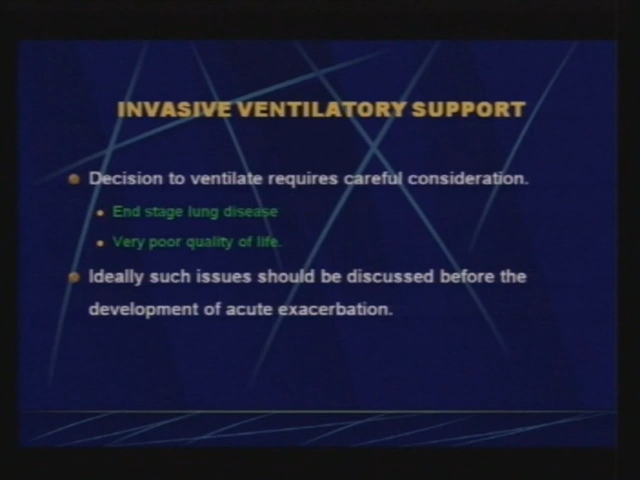 INVASIVE VENTILATORY SUPPORT
Decision to ventilate requires careful consideration.
End stage lung disease
Very poor quality of life.
Ideally such issues should be discussed before the
development of acute exacerbation.